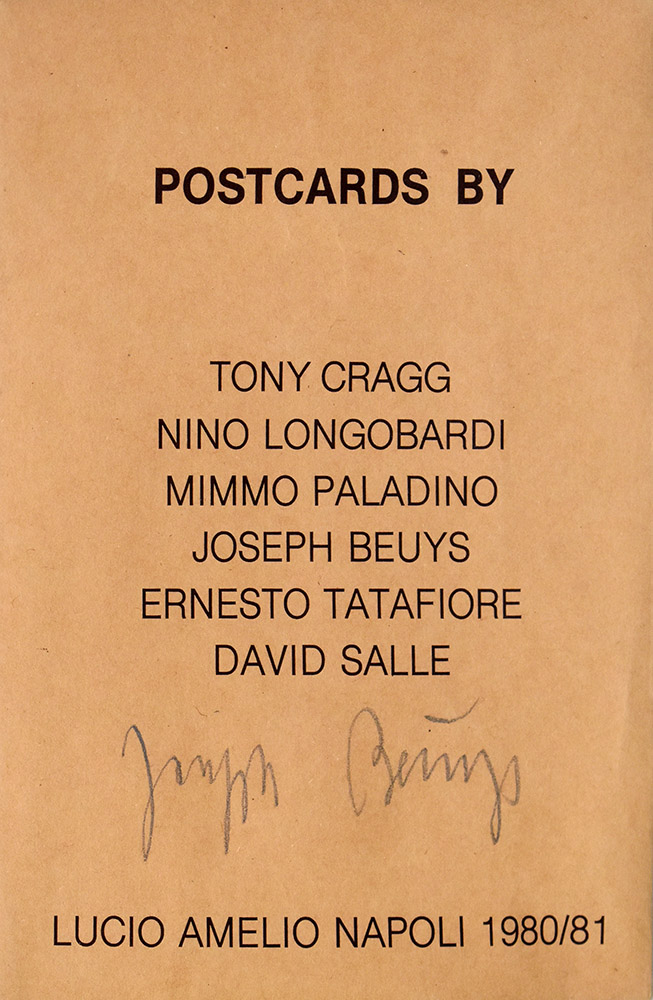 POSTCARDS BY
TONY CRAGG
NINO LONGOBARDI
MIMMO PALADINO
JOSEPH BEUYS
ERNESTO TATAFIORE
DAVID SALLE
Joseph Beuys
LUCIO AMELIO NAPOLI 1980/81